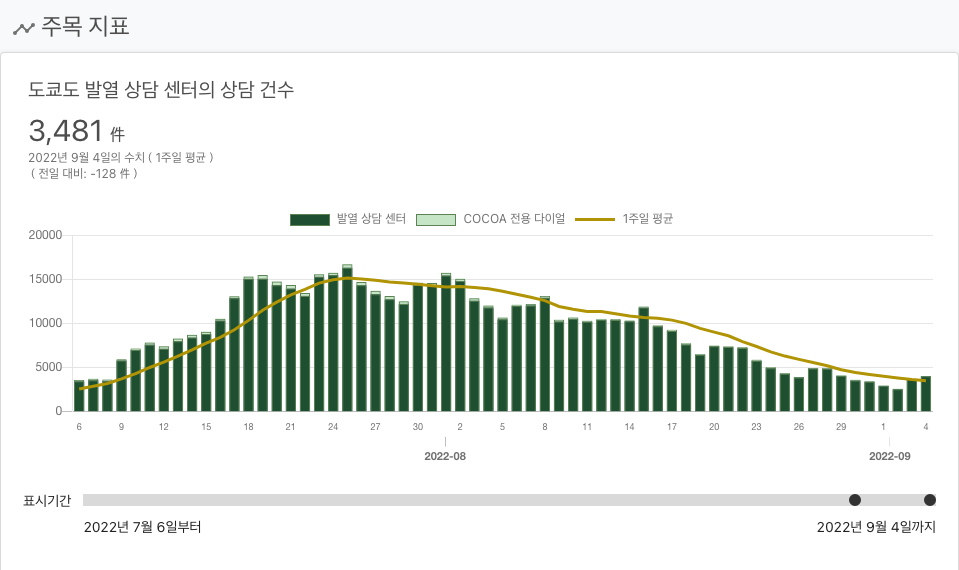 주목 지표
도쿄도 발열 상담 센터의 상담 건수
3,481 件
2022년 9월 4일의 수치 ( 1주일 평균 )
( 전일 대비: -128 件 )
발열 상담 센터 COCOA 전용 다이얼 1주일 평균
20000
15000
10000
5000
0
6 9 12 15 18 21 24 27 30 2 5 8 11 14 17 20 23 26 29 1 4
2022-08 2022-09
표시기간
2022년 7월 6일부터 2022년 9월 4일까지